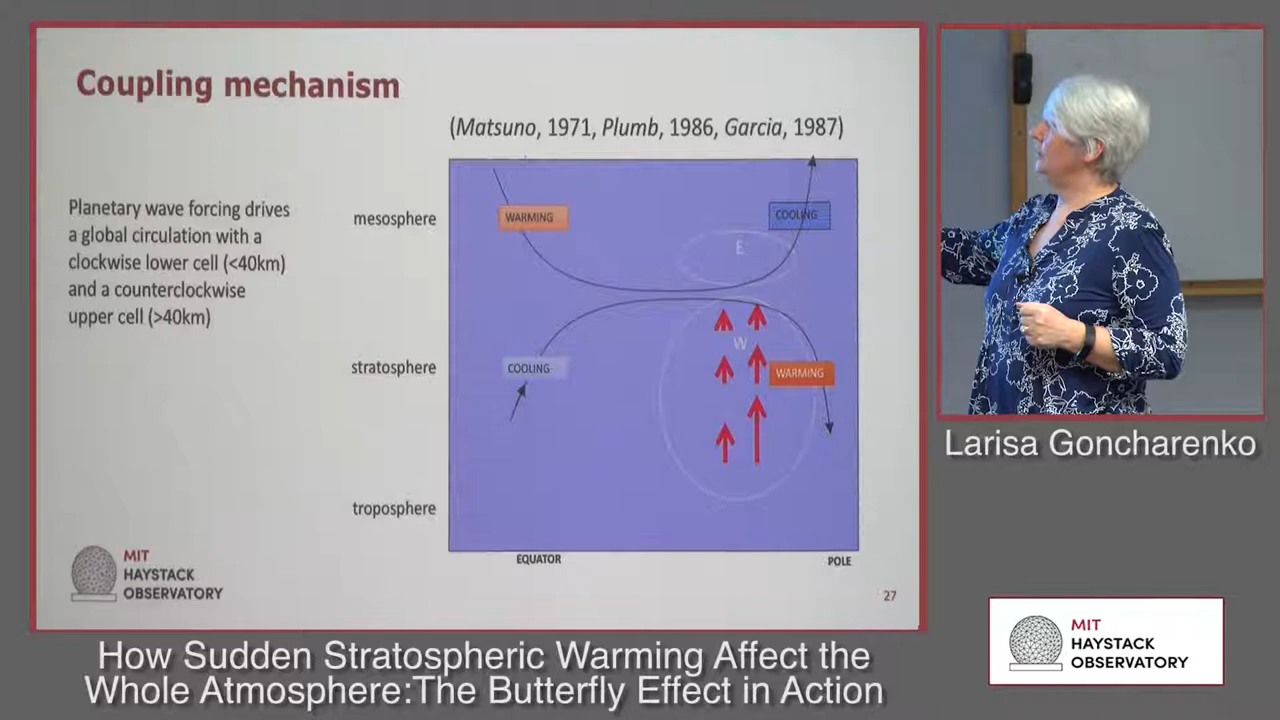 Coupling mechanism
(Matsuno, 1971, Plumb, 1986, Garcia, 1987)
Planetary wave forcing drives
a global circulation with a
clockwise lower cell (<40km)
and a counterclockwise
upper cell (>40km)
mesosphere
WARMING
COOLING
E
stratosphere
COOLING
W
WARMING
troposphere
EQUATOR
POLE
MIT
HAYSTACK
OBSERVATORY
27
Larisa Goncharenko
MIT
HAYSTACK
OBSERVATORY
How Sudden Stratospheric Warming Affect the
Whole Atmosphere:The Butterfly Effect in Action